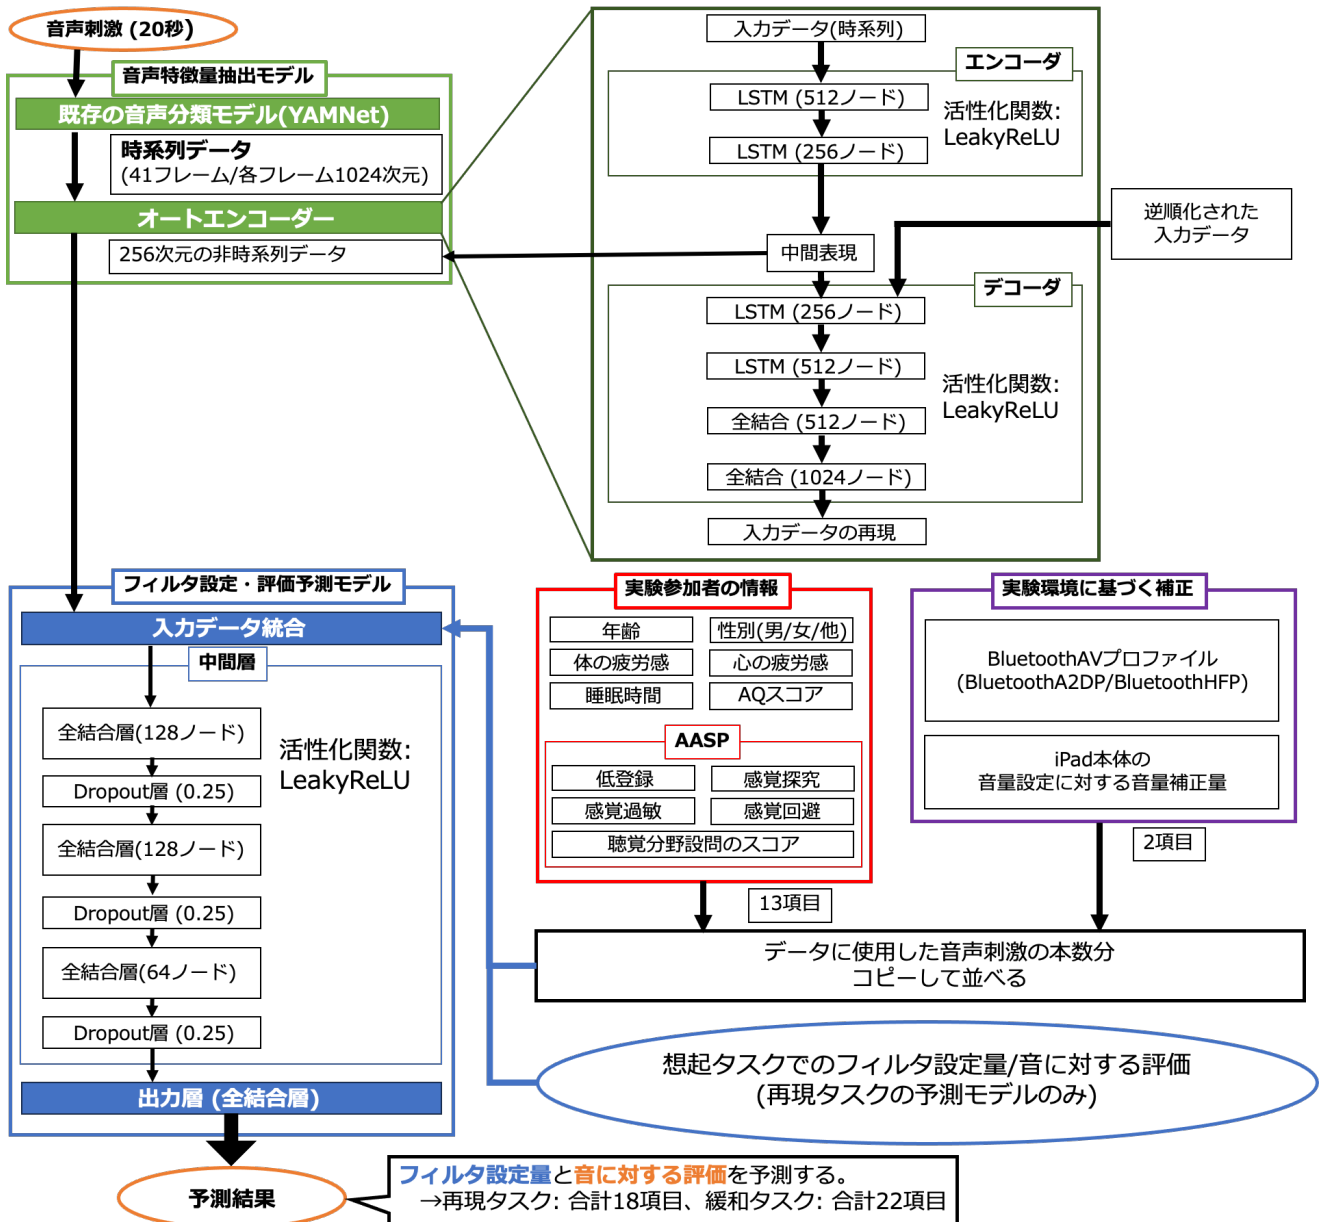 音声刺激 (20秒)
音声特徴量抽出モデル
既存の音声分類モデル(YAMNet)
時系列データ
(41フレーム/各フレーム1024次元)
オートエンコーダー
256次元の非時系列データ
入力データ(時系列)
エンコーダ
LSTM (512ノード)
LSTM (256ノード)
活性化関数:
LeakyReLU
逆順化された
入力データ
中間表現
デコーダ
LSTM (256ノード)
LSTM (512ノード)
全結合 (512ノード)
全結合 (1024ノード)
活性化関数:
LeakyReLU
入力データの再現
フィルタ設定・評価予測モデル
入力データ統合
中間層
全結合層(128ノード)
Dropout層 (0.25)
全結合層(128ノード)
Dropout層 (0.25)
全結合層(64ノード)
Dropout層 (0.25)
活性化関数:
LeakyReLU
出力層 (全結合層)
実験参加者の情報
年齢
性別(男/女/他)
体の疲労感
心の疲労感
睡眠時間
AQスコア
AASP
低登録
感覚探究
感覚過敏
感覚回避
聴覚分野設問のスコア
13項目
実験環境に基づく補正
BluetoothAVプロファイル
(BluetoothA2DP/BluetoothHFP)
iPad本体の
音量設定に対する音量補正量
2項目
データに使用した音声刺激の本数分
コピーして並べる
想起タスクでのフィルタ設定量/音に対する評価
(再現タスクの予測モデルのみ)
予測結果
フィルタ設定量と音に対する評価を予測する。
→再現タスク: 合計18項目、緩和タスク: 合計22項目